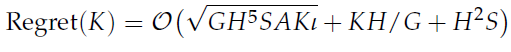 Regret(K) = 𝒪(√GH⁵SAKι + KH/G + H²S)